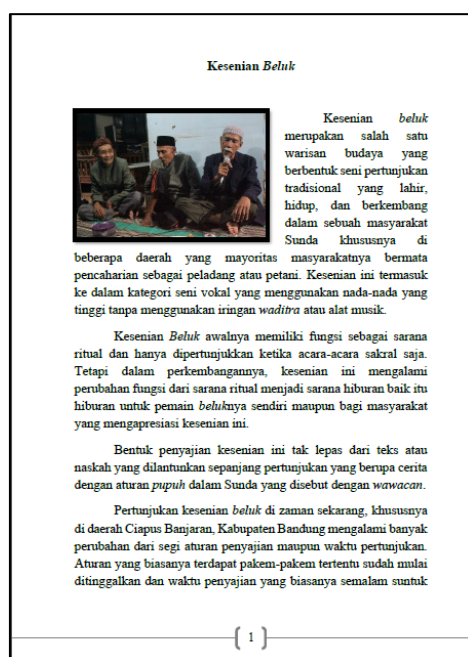 Kesenian Beluk
Kesenian beluk
merupakan salah satu
warisan budaya yang
berbentuk seni pertunjukan
tradisional yang lahir,
hidup, dan berkembang
dalam sebuah masyarakat
Sunda khususnya di
beberapa daerah yang mayoritas masyarakatnya bermata
pencaharian sebagai peladang atau petani. Kesenian ini termasuk
ke dalam kategori seni vokal yang menggunakan nada-nada yang
tinggi tanpa menggunakan iringan waditra atau alat musik.
Kesenian Beluk awalnya memiliki fungsi sebagai sarana
ritual dan hanya dipertunjukkan ketika acara-acara sakral saja.
Tetapi dalam perkembangannya, kesenian ini mengalami
perubahan fungsi dari sarana ritual menjadi sarana hiburan baik itu
hiburan untuk pemain beluknya sendiri maupun bagi masyarakat
yang mengapresiasi kesenian ini.
Bentuk penyajian kesenian ini tak lepas dari teks atau
naskah yang dilantunkan sepanjang pertunjukan yang berupa cerita
dengan aturan pupuh dalam Sunda yang disebut dengan wawacan.
Pertunjukan kesenian beluk di zaman sekarang, khususnya
di daerah Ciapus Banjaran, Kabupaten Bandung mengalami banyak
perubahan dari segi aturan penyajian maupun waktu pertunjukan.
Aturan yang biasanya terdapat pakem-pakem tertentu sudah mulai
ditinggalkan dan waktu penyajian yang biasanya semalam suntuk
1